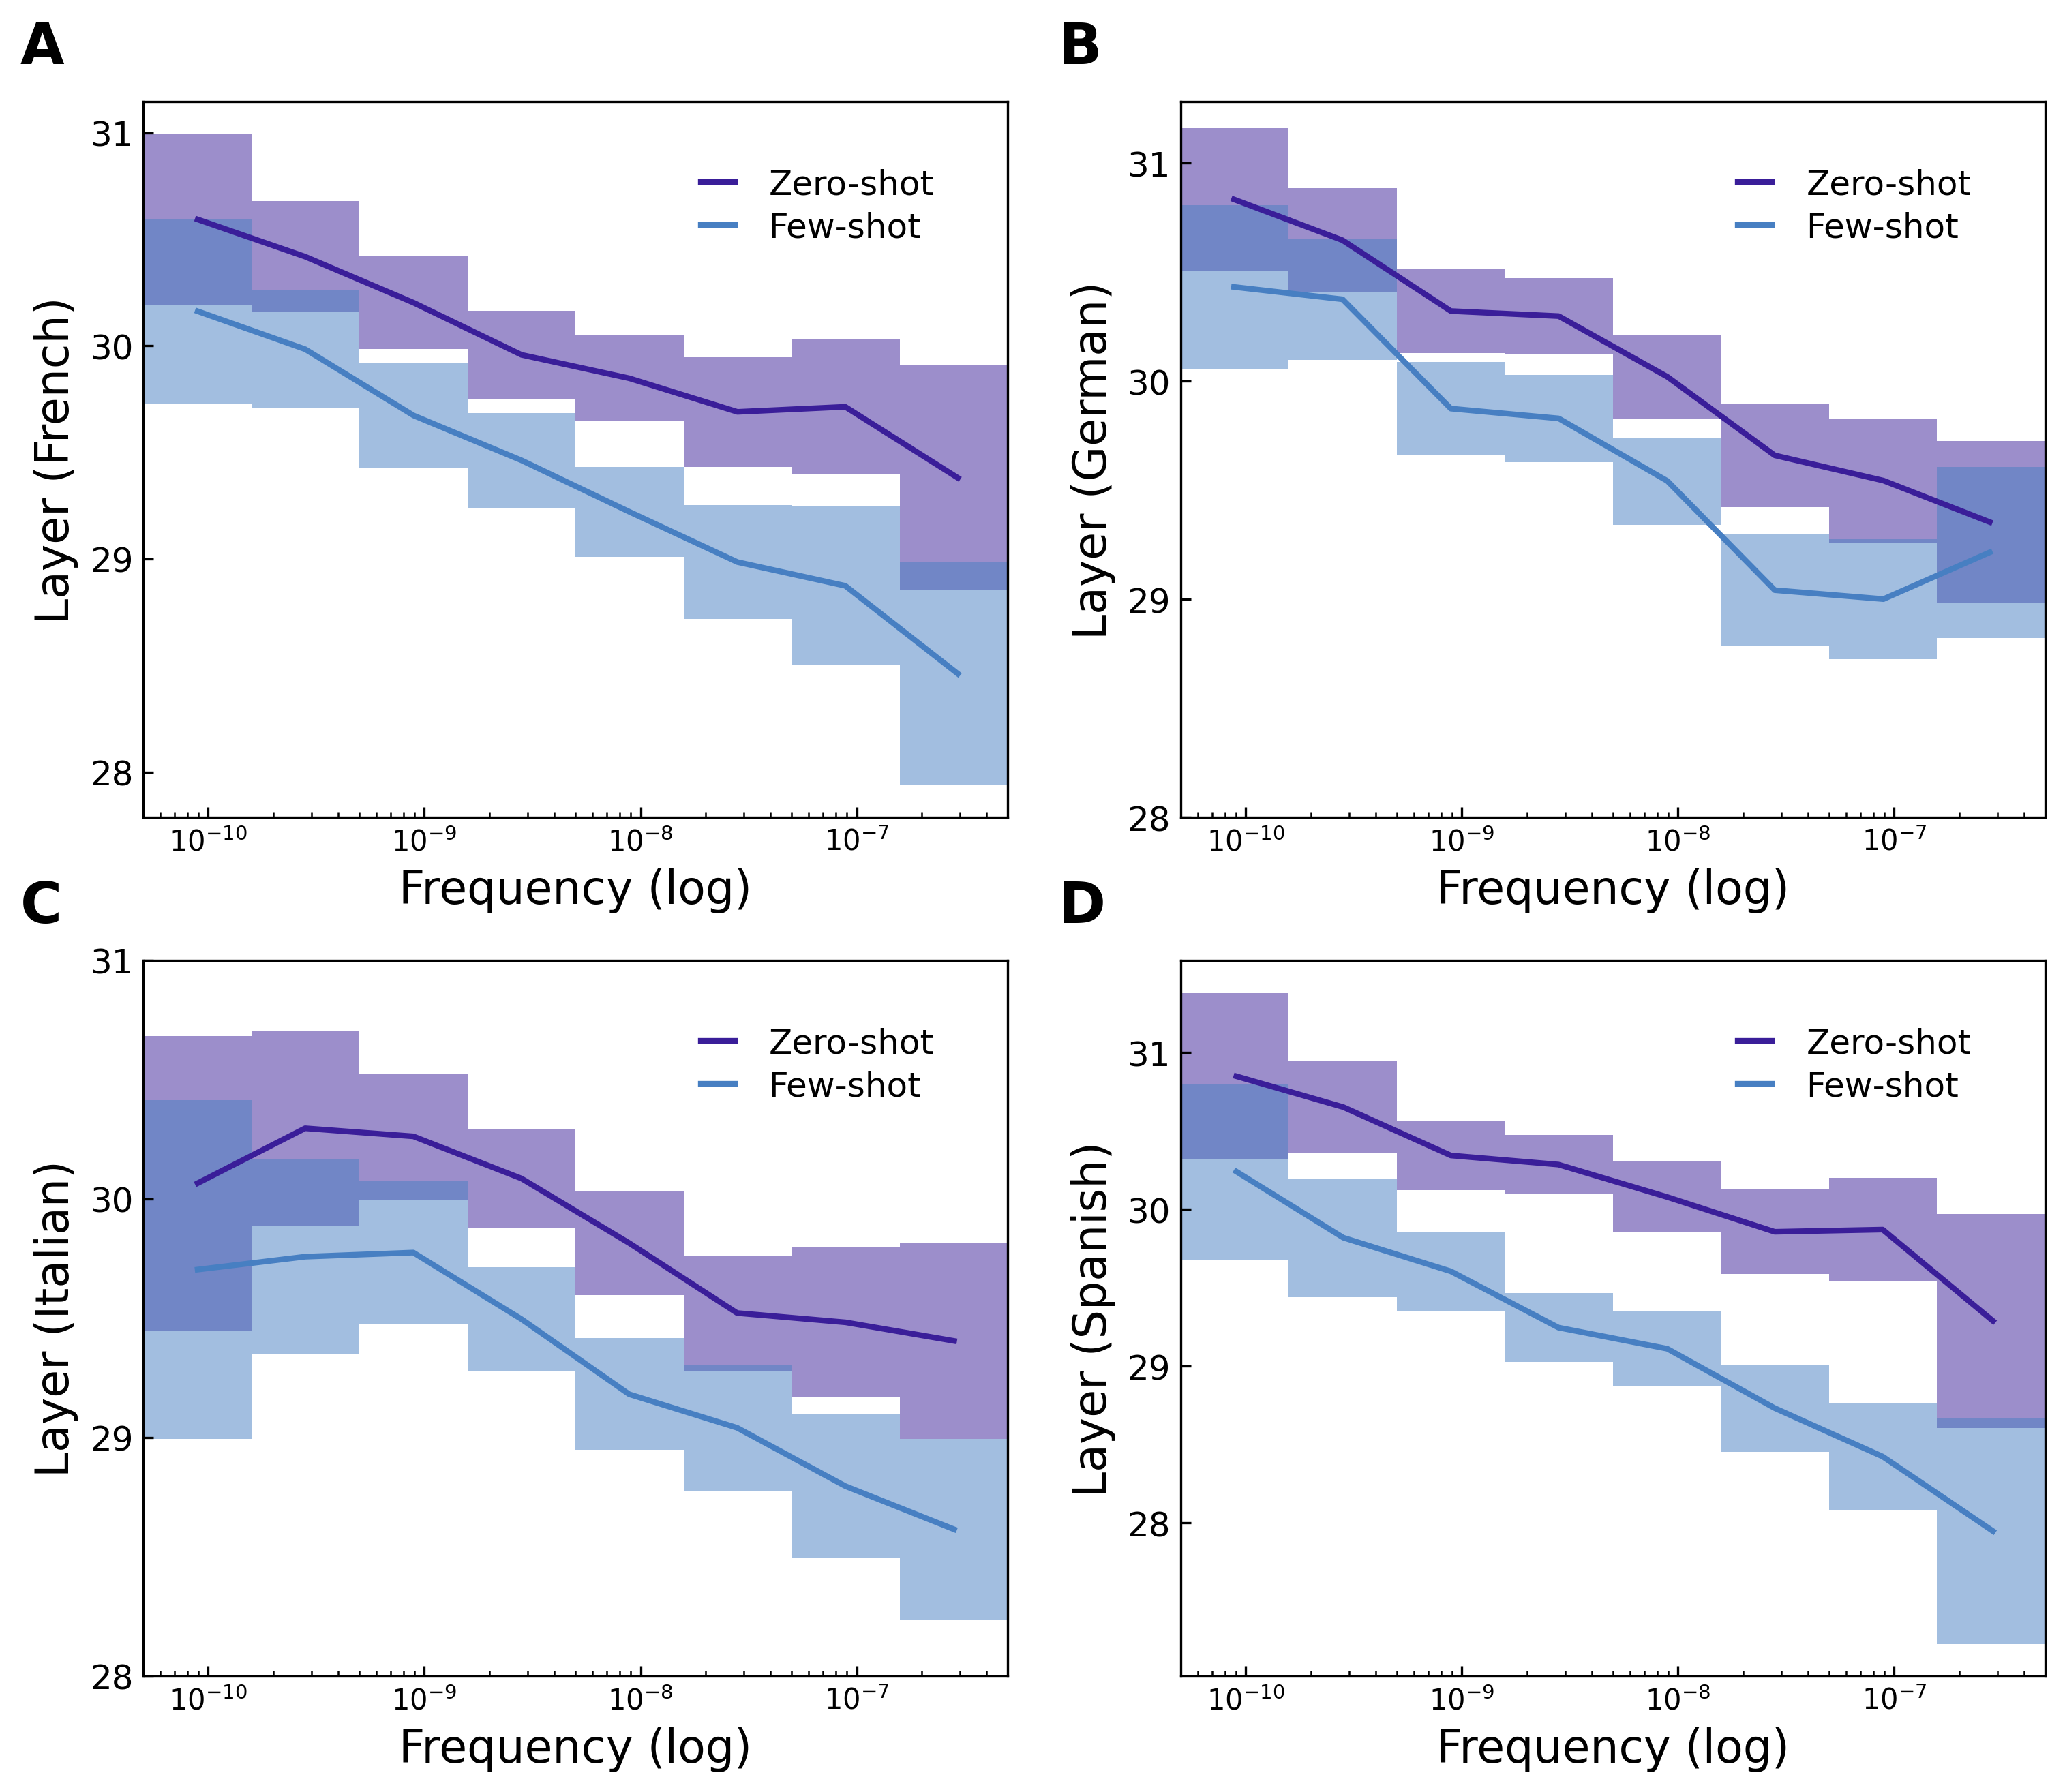 A
B
31
30
29
28
Layer (French)
Zero-shot
Few-shot
10⁻¹⁰
10⁻⁹
10⁻⁸
10⁻⁷
Frequency (log)
31
30
29
28
Layer (German)
Zero-shot
Few-shot
10⁻¹⁰
10⁻⁹
10⁻⁸
10⁻⁷
Frequency (log)
C
D
31
30
29
28
Layer (Italian)
Zero-shot
Few-shot
10⁻¹⁰
10⁻⁹
10⁻⁸
10⁻⁷
Frequency (log)
31
30
29
28
Layer (Spanish)
Zero-shot
Few-shot
10⁻¹⁰
10⁻⁹
10⁻⁸
10⁻⁷
Frequency (log)